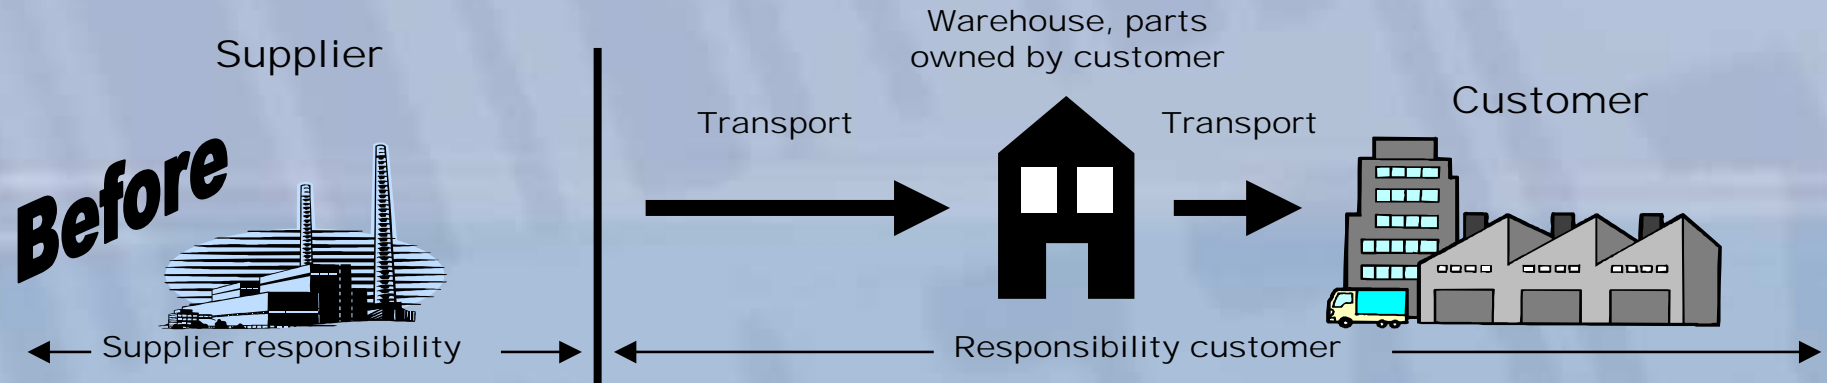 Supplier
Warehouse, parts
owned by customer
Transport
Transport
Customer
Before
Supplier responsibility
Responsibility customer